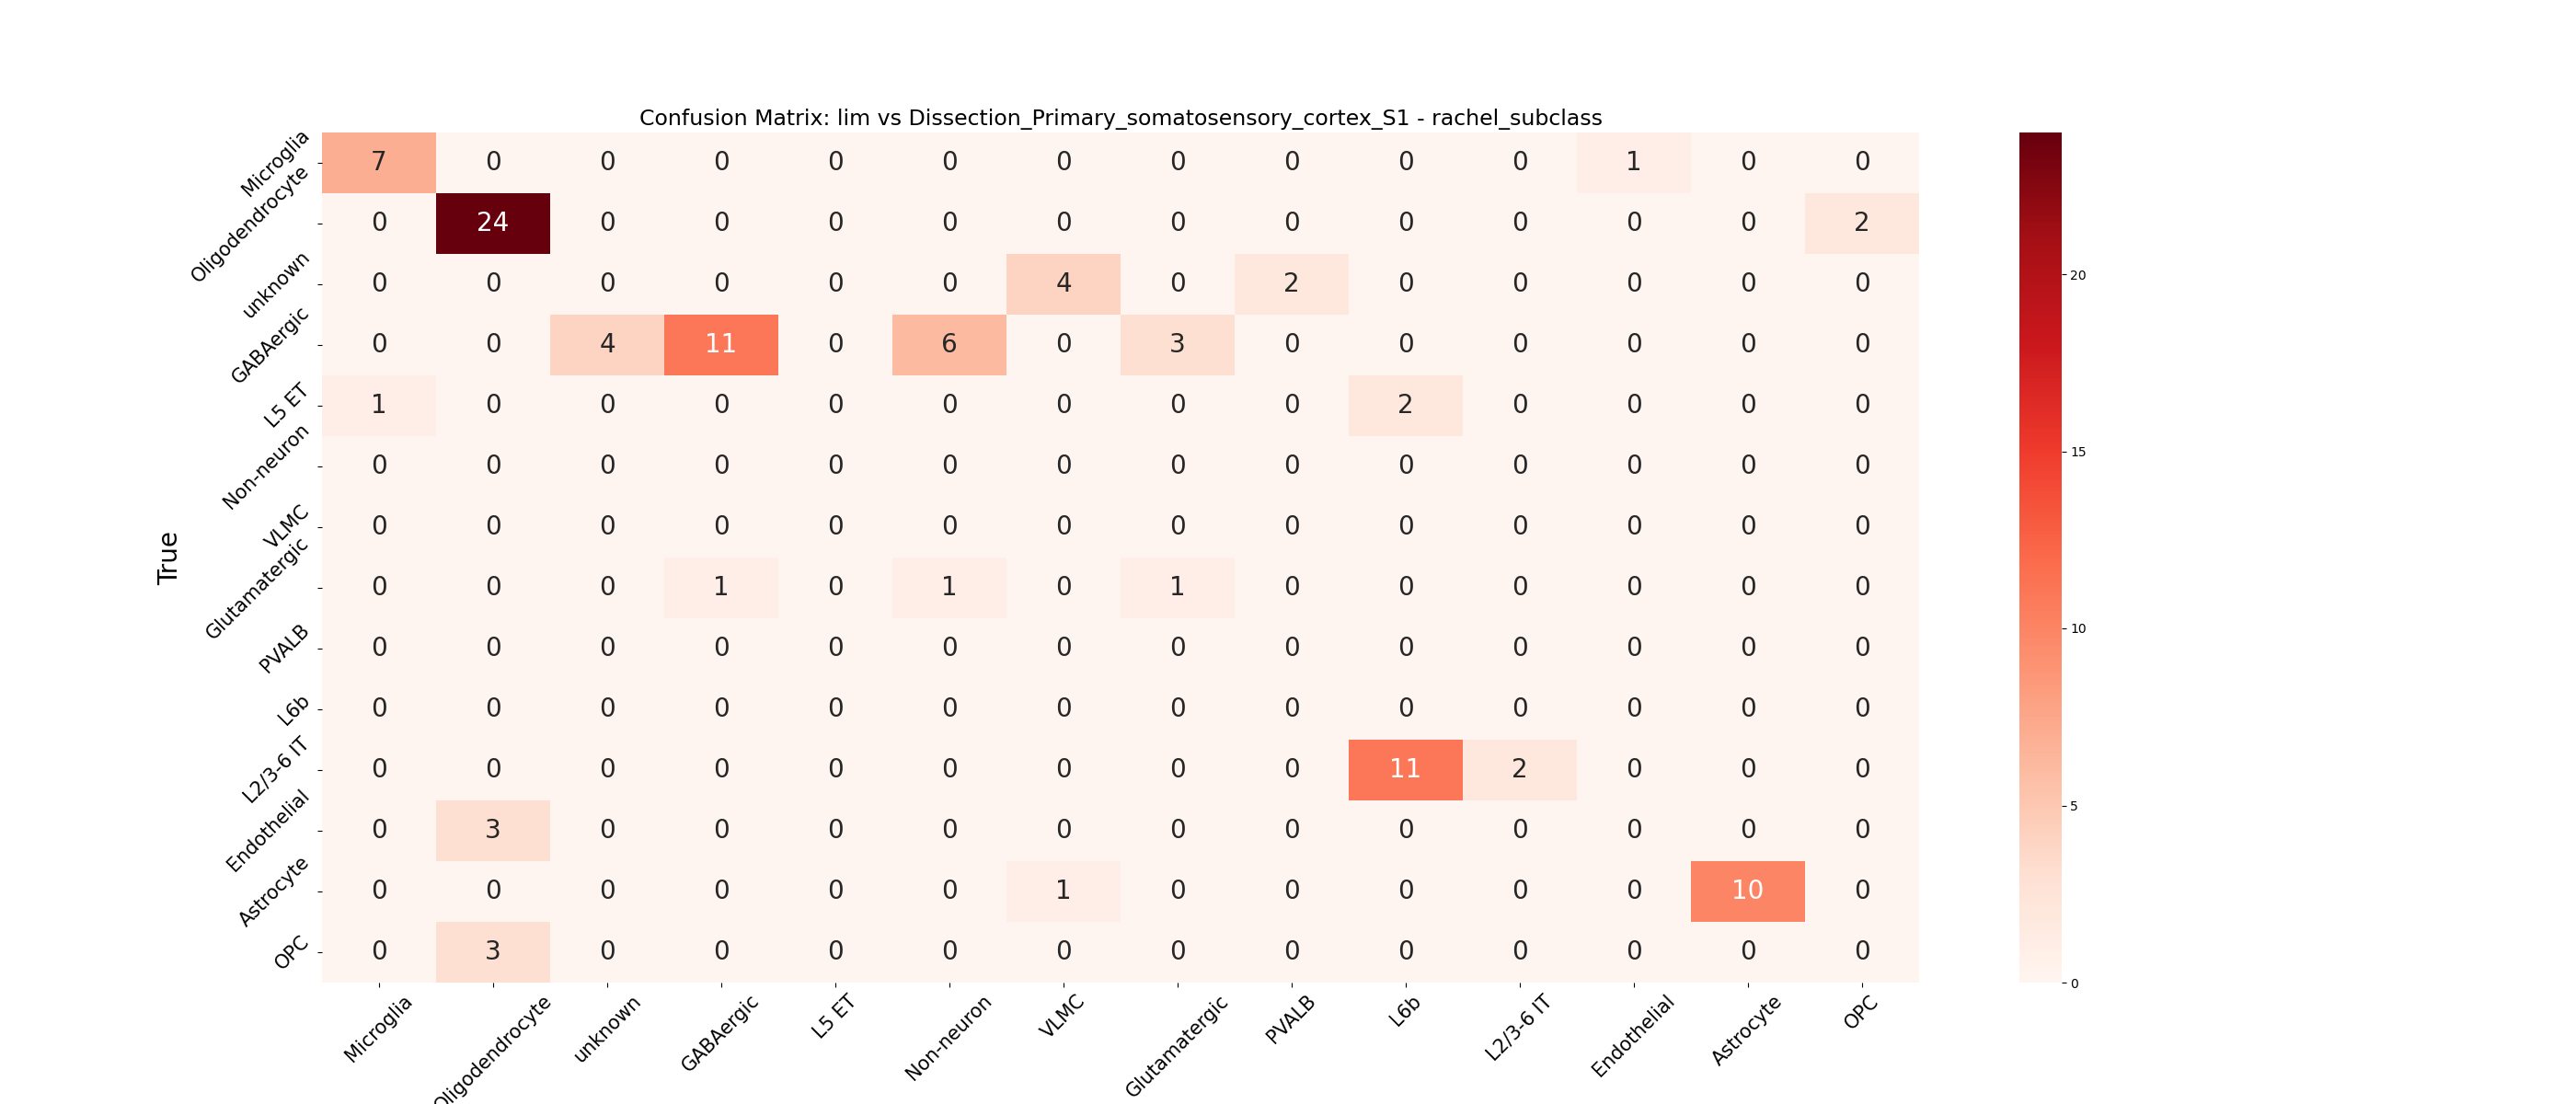 Confusion Matrix: lim vs Dissection_Primary_somatosensory_cortex_S1 - rachel_subclass
True
Microglia 7 0 0 0 0 0 0 0 0 0 0 1 0 0
Oligodendrocyte 0 24 0 0 0 0 0 0 0 0 0 0 0 2
unknown 0 0 0 0 0 0 4 0 2 0 0 0 0 0
GABAergic 0 0 4 11 0 6 0 3 0 0 0 0 0 0
L5 ET 1 0 0 0 0 0 0 0 0 2 0 0 0 0
Non-neuron 0 0 0 0 0 0 0 0 0 0 0 0 0 0
VLMC 0 0 0 0 0 0 0 0 0 0 0 0 0 0
Glutamatergic 0 0 0 1 0 1 0 1 0 0 0 0 0 0
PVALB 0 0 0 0 0 0 0 0 0 0 0 0 0 0
L6b 0 0 0 0 0 0 0 0 0 0 0 0 0 0
L2/3-6 IT 0 0 0 0 0 0 0 0 0 11 2 0 0 0
Endothelial 0 3 0 0 0 0 0 0 0 0 0 0 0 0
Astrocyte 0 0 0 0 0 0 1 0 0 0 0 0 10 0
OPC 0 3 0 0 0 0 0 0 0 0 0 0 0 0
Microglia Oligodendrocyte unknown GABAergic L5 ET Non-neuron VLMC Glutamatergic PVALB L6b L2/3-6 IT Endothelial Astrocyte OPC
20
15
10
5
0